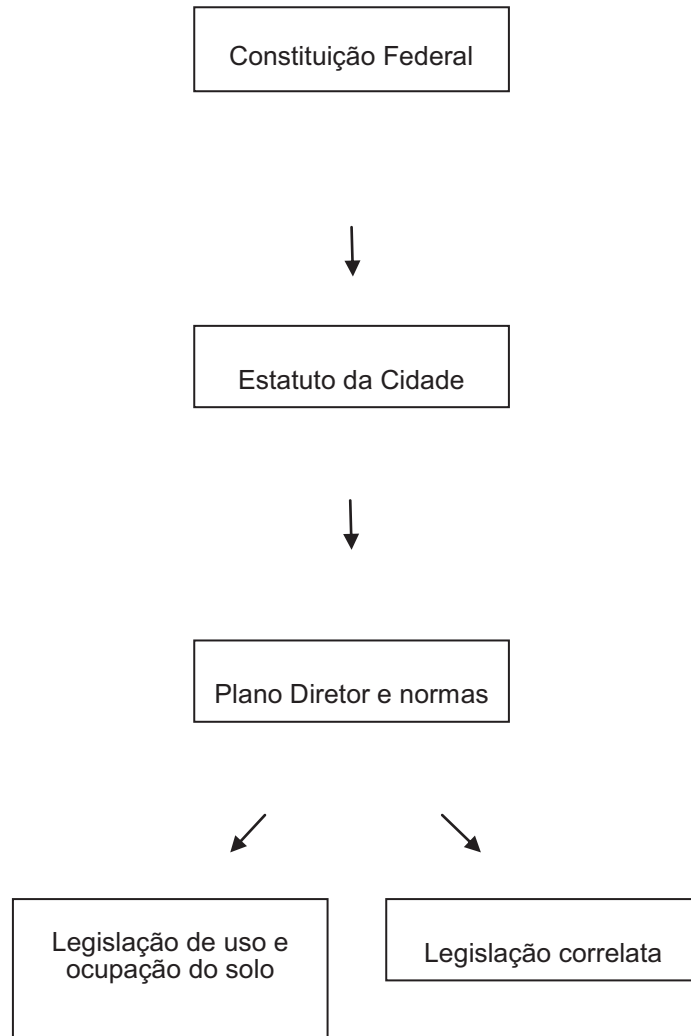 Constituição Federal
Estatuto da Cidade
Plano Diretor e normas
Legislação de uso e
ocupação do solo
Legislação correlata